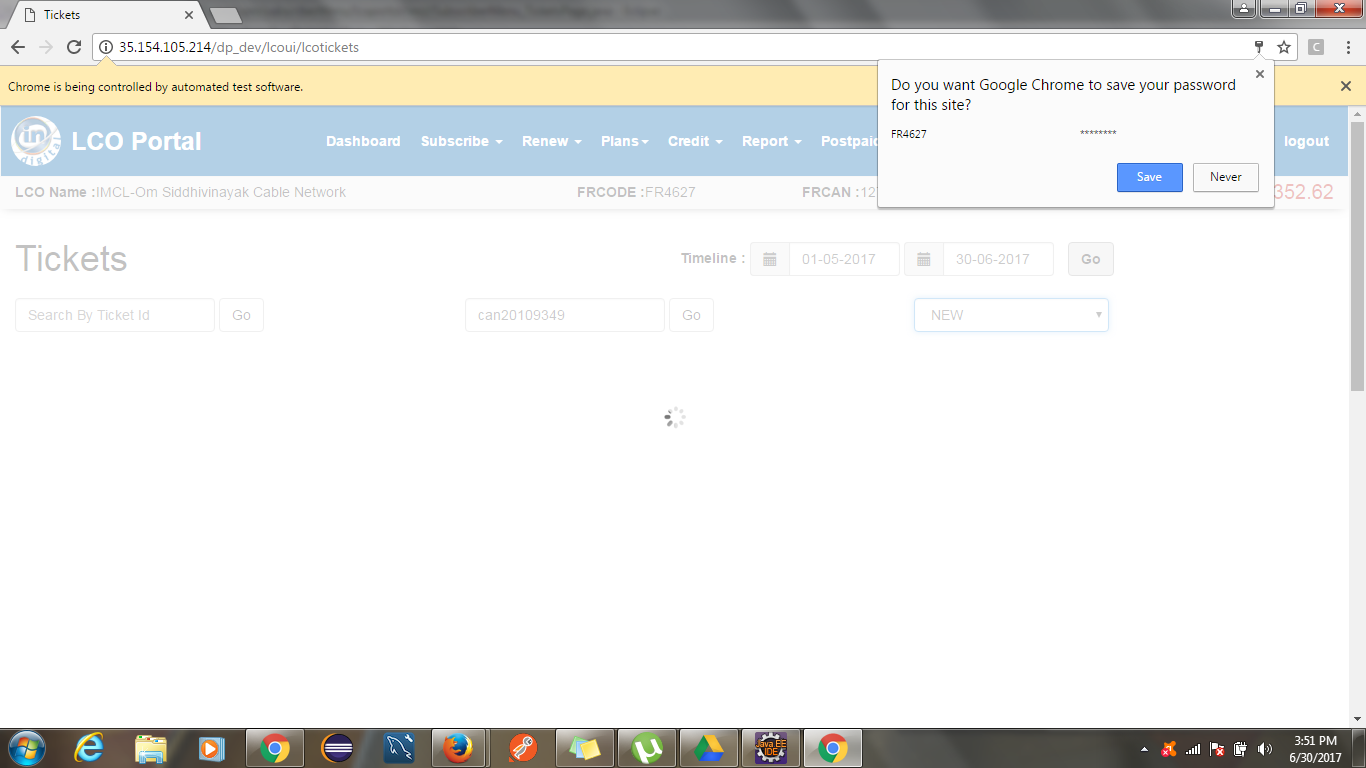 Tickets
35.154.105.214/dp_dev/lcoui/lcotickets
C
Chrome is being controlled by automated test software.
Do you want Google Chrome to save your password
for this site?
FR4627 ********
Save Never
in
digital
LCO Portal
Dashboard Subscribe Renew Plans Credit Report Postpaid logout
LCO Name :IMCL-Om Siddhivinayak Cable Network FRCODE :FR4627 FRCAN :127 352.62
Tickets
Timeline : 01-05-2017 30-06-2017 Go
Search By Ticket Id Go can20109349 Go NEW
Java EE
IDE
3:51 PM
6/30/2017